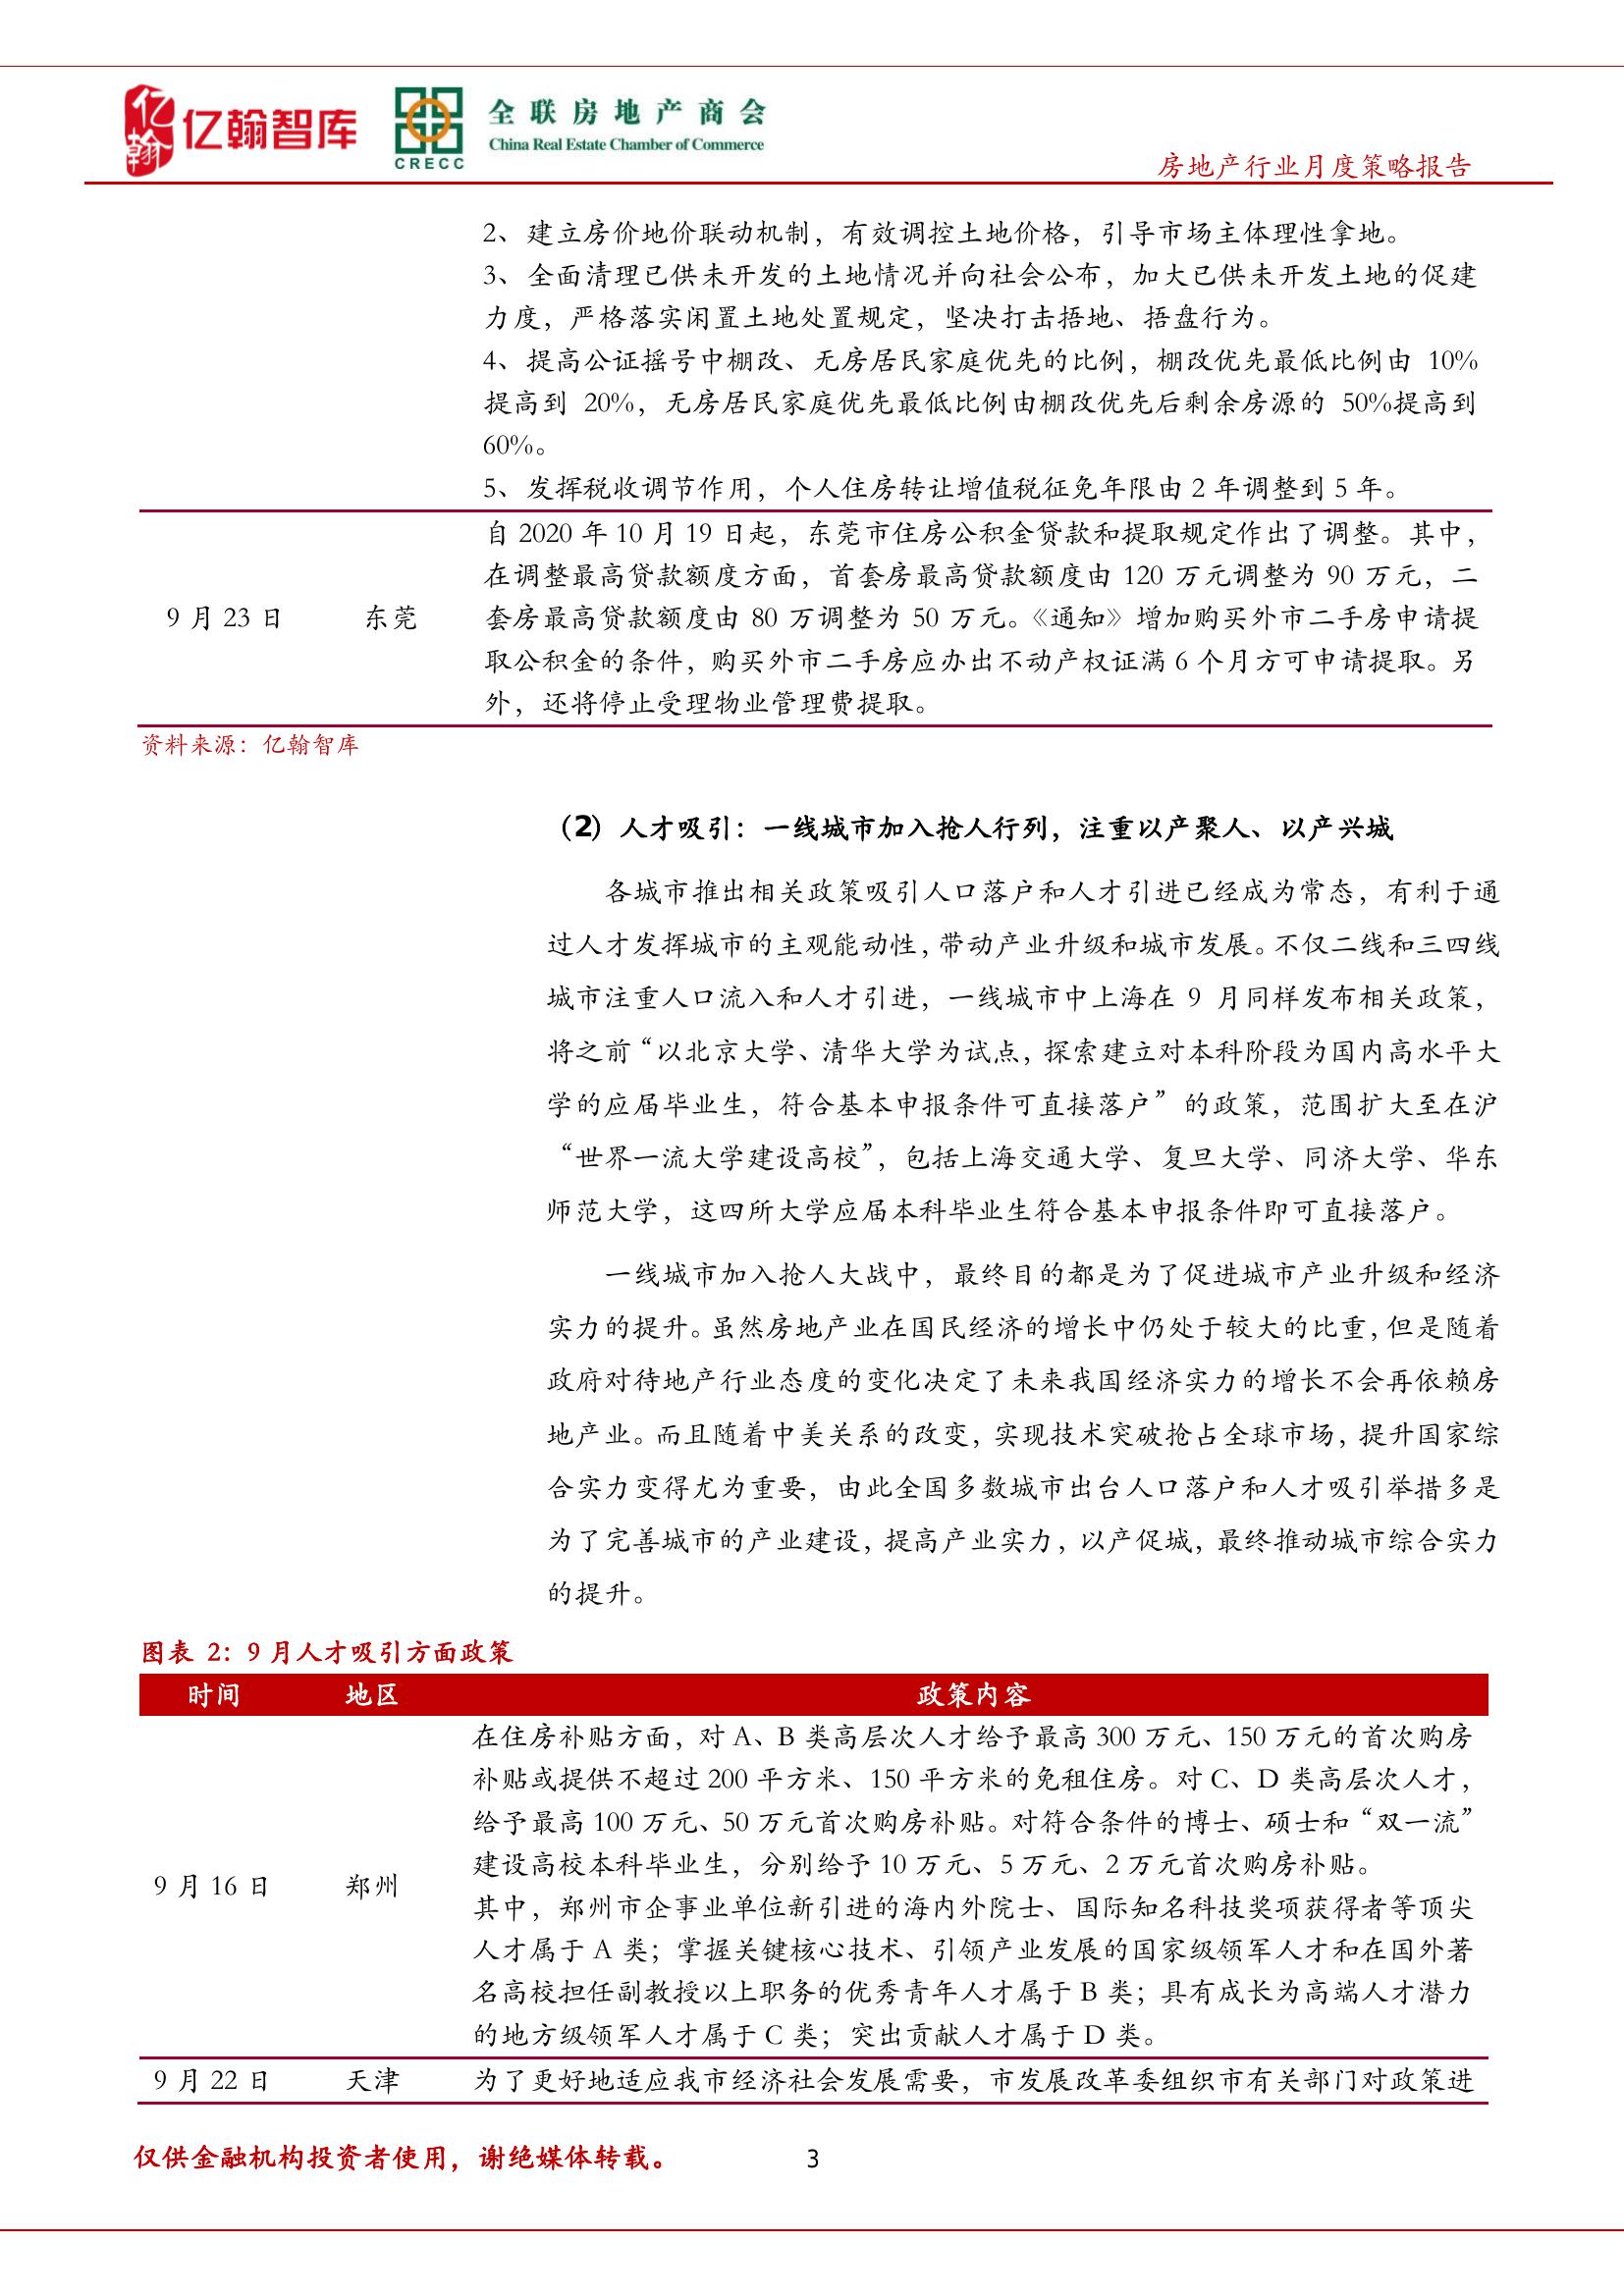 亿翰
亿翰智库
CRECC
全联房地产商会
China Real Estate Chamber of Commerce
房地产行业月度策略报告
2、建立房价地价联动机制，有效调控土地价格，引导市场主体理性拿地。
3、全面清理已供未开发的土地情况并向社会公布，加大已供未开发土地的促建
力度，严格落实闲置土地处置规定，坚决打击捂地、捂盘行为。
4、提高公证摇号中棚改、无房居民家庭优先的比例，棚改优先最低比例由 10%
提高到 20%，无房居民家庭优先最低比例由棚改优先后剩余房源的 50%提高到
60%。
5、发挥税收调节作用，个人住房转让增值税征免年限由 2 年调整到 5 年。
自 2020 年 10 月 19 日起，东莞市住房公积金贷款和提取规定作出了调整。其中，
在调整最高贷款额度方面，首套房最高贷款额度由 120 万元调整为 90 万元，二
9 月 23 日 东莞 套房最高贷款额度由 80 万调整为 50 万元。《通知》增加购买外市二手房申请提
取公积金的条件，购买外市二手房应办出不动产权证满 6 个月方可申请提取。另
外，还将停止受理物业管理费提取。
资料来源：亿翰智库
（2）人才吸引：一线城市加入抢人行列，注重以产聚人、以产兴城
各城市推出相关政策吸引人口落户和人才引进已经成为常态，有利于通
过人才发挥城市的主观能动性，带动产业升级和城市发展。不仅二线和三四线
城市注重人口流入和人才引进，一线城市中上海在 9 月同样发布相关政策，
将之前“以北京大学、清华大学为试点，探索建立对本科阶段为国内高水平大
学的应届毕业生，符合基本申报条件可直接落户”的政策，范围扩大至在沪
“世界一流大学建设高校”，包括上海交通大学、复旦大学、同济大学、华东
师范大学，这四所大学应届本科毕业生符合基本申报条件即可直接落户。
一线城市加入抢人大战中，最终目的都是为了促进城市产业升级和经济
实力的提升。虽然房地产业在国民经济的增长中仍处于较大的比重，但是随着
政府对待地产行业态度的变化决定了未来我国经济实力的增长不会再依赖房
地产业。而且随着中美关系的改变，实现技术突破抢占全球市场，提升国家综
合实力变得尤为重要，由此全国多数城市出台人口落户和人才吸引举措多是
为了完善城市的产业建设，提高产业实力，以产促城，最终推动城市综合实力
的提升。
图表 2：9 月人才吸引方面政策
时间 地区 政策内容
在住房补贴方面，对 A、B 类高层次人才给予最高 300 万元、150 万元的首次购房
补贴或提供不超过 200 平方米、150 平方米的免租住房。对 C、D 类高层次人才，
给予最高 100 万元、50 万元首次购房补贴。对符合条件的博士、硕士和“双一流”
建设高校本科毕业生，分别给予 10 万元、5 万元、2 万元首次购房补贴。
9 月 16 日 郑州
其中，郑州市企事业单位新引进的海内外院士、国际知名科技奖项获得者等顶尖
人才属于 A 类；掌握关键核心技术、引领产业发展的国家级领军人才和在国外著
名高校担任副教授以上职务的优秀青年人才属于 B 类；具有成长为高端人才潜力
的地方级领军人才属于 C 类；突出贡献人才属于 D 类。
9 月 22 日 天津 为了更好地适应我市经济社会发展需要，市发展改革委组织市有关部门对政策进
仅供金融机构投资者使用，谢绝媒体转载。 3